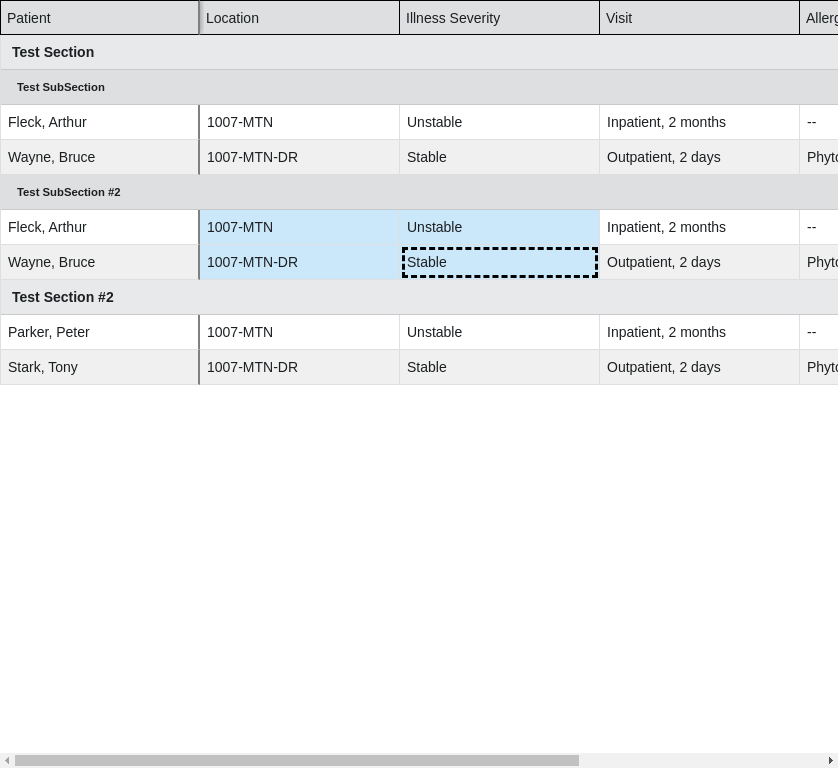 Patient Location Illness Severity Visit Allerg
Test Section
Test SubSection
Fleck, Arthur 1007-MTN Unstable Inpatient, 2 months --
Wayne, Bruce 1007-MTN-DR Stable Outpatient, 2 days Phyto
Test SubSection #2
Fleck, Arthur 1007-MTN Unstable Inpatient, 2 months --
Wayne, Bruce 1007-MTN-DR Stable Outpatient, 2 days Phyto
Test Section #2
Parker, Peter 1007-MTN Unstable Inpatient, 2 months --
Stark, Tony 1007-MTN-DR Stable Outpatient, 2 days Phyto